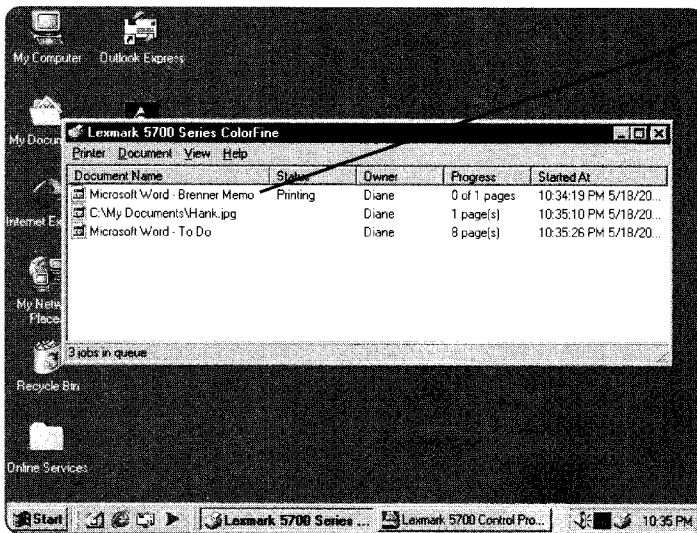 My Computer Outlook Express
My Docum
Lexmark 5700 Series ColorFine
Printer Document View Help
Document Name Status Owner Progress Started At
Microsoft Word - Brenner Memo Printing Diane 0 of 1 pages 10:34:19 PM 5/18/20...
C:\My Documents\Hank.jpg Diane 1 page(s) 10:35:10 PM 5/18/20...
Microsoft Word - To Do Diane 8 page(s) 10:35:26 PM 5/18/20...
Internet Ex
My Netw
Place
3 jobs in queue
Recycle Bin
Online Services
Start Lexmark 5700 Series ... Lexmark 5700 Control Pro... 10:35 PM